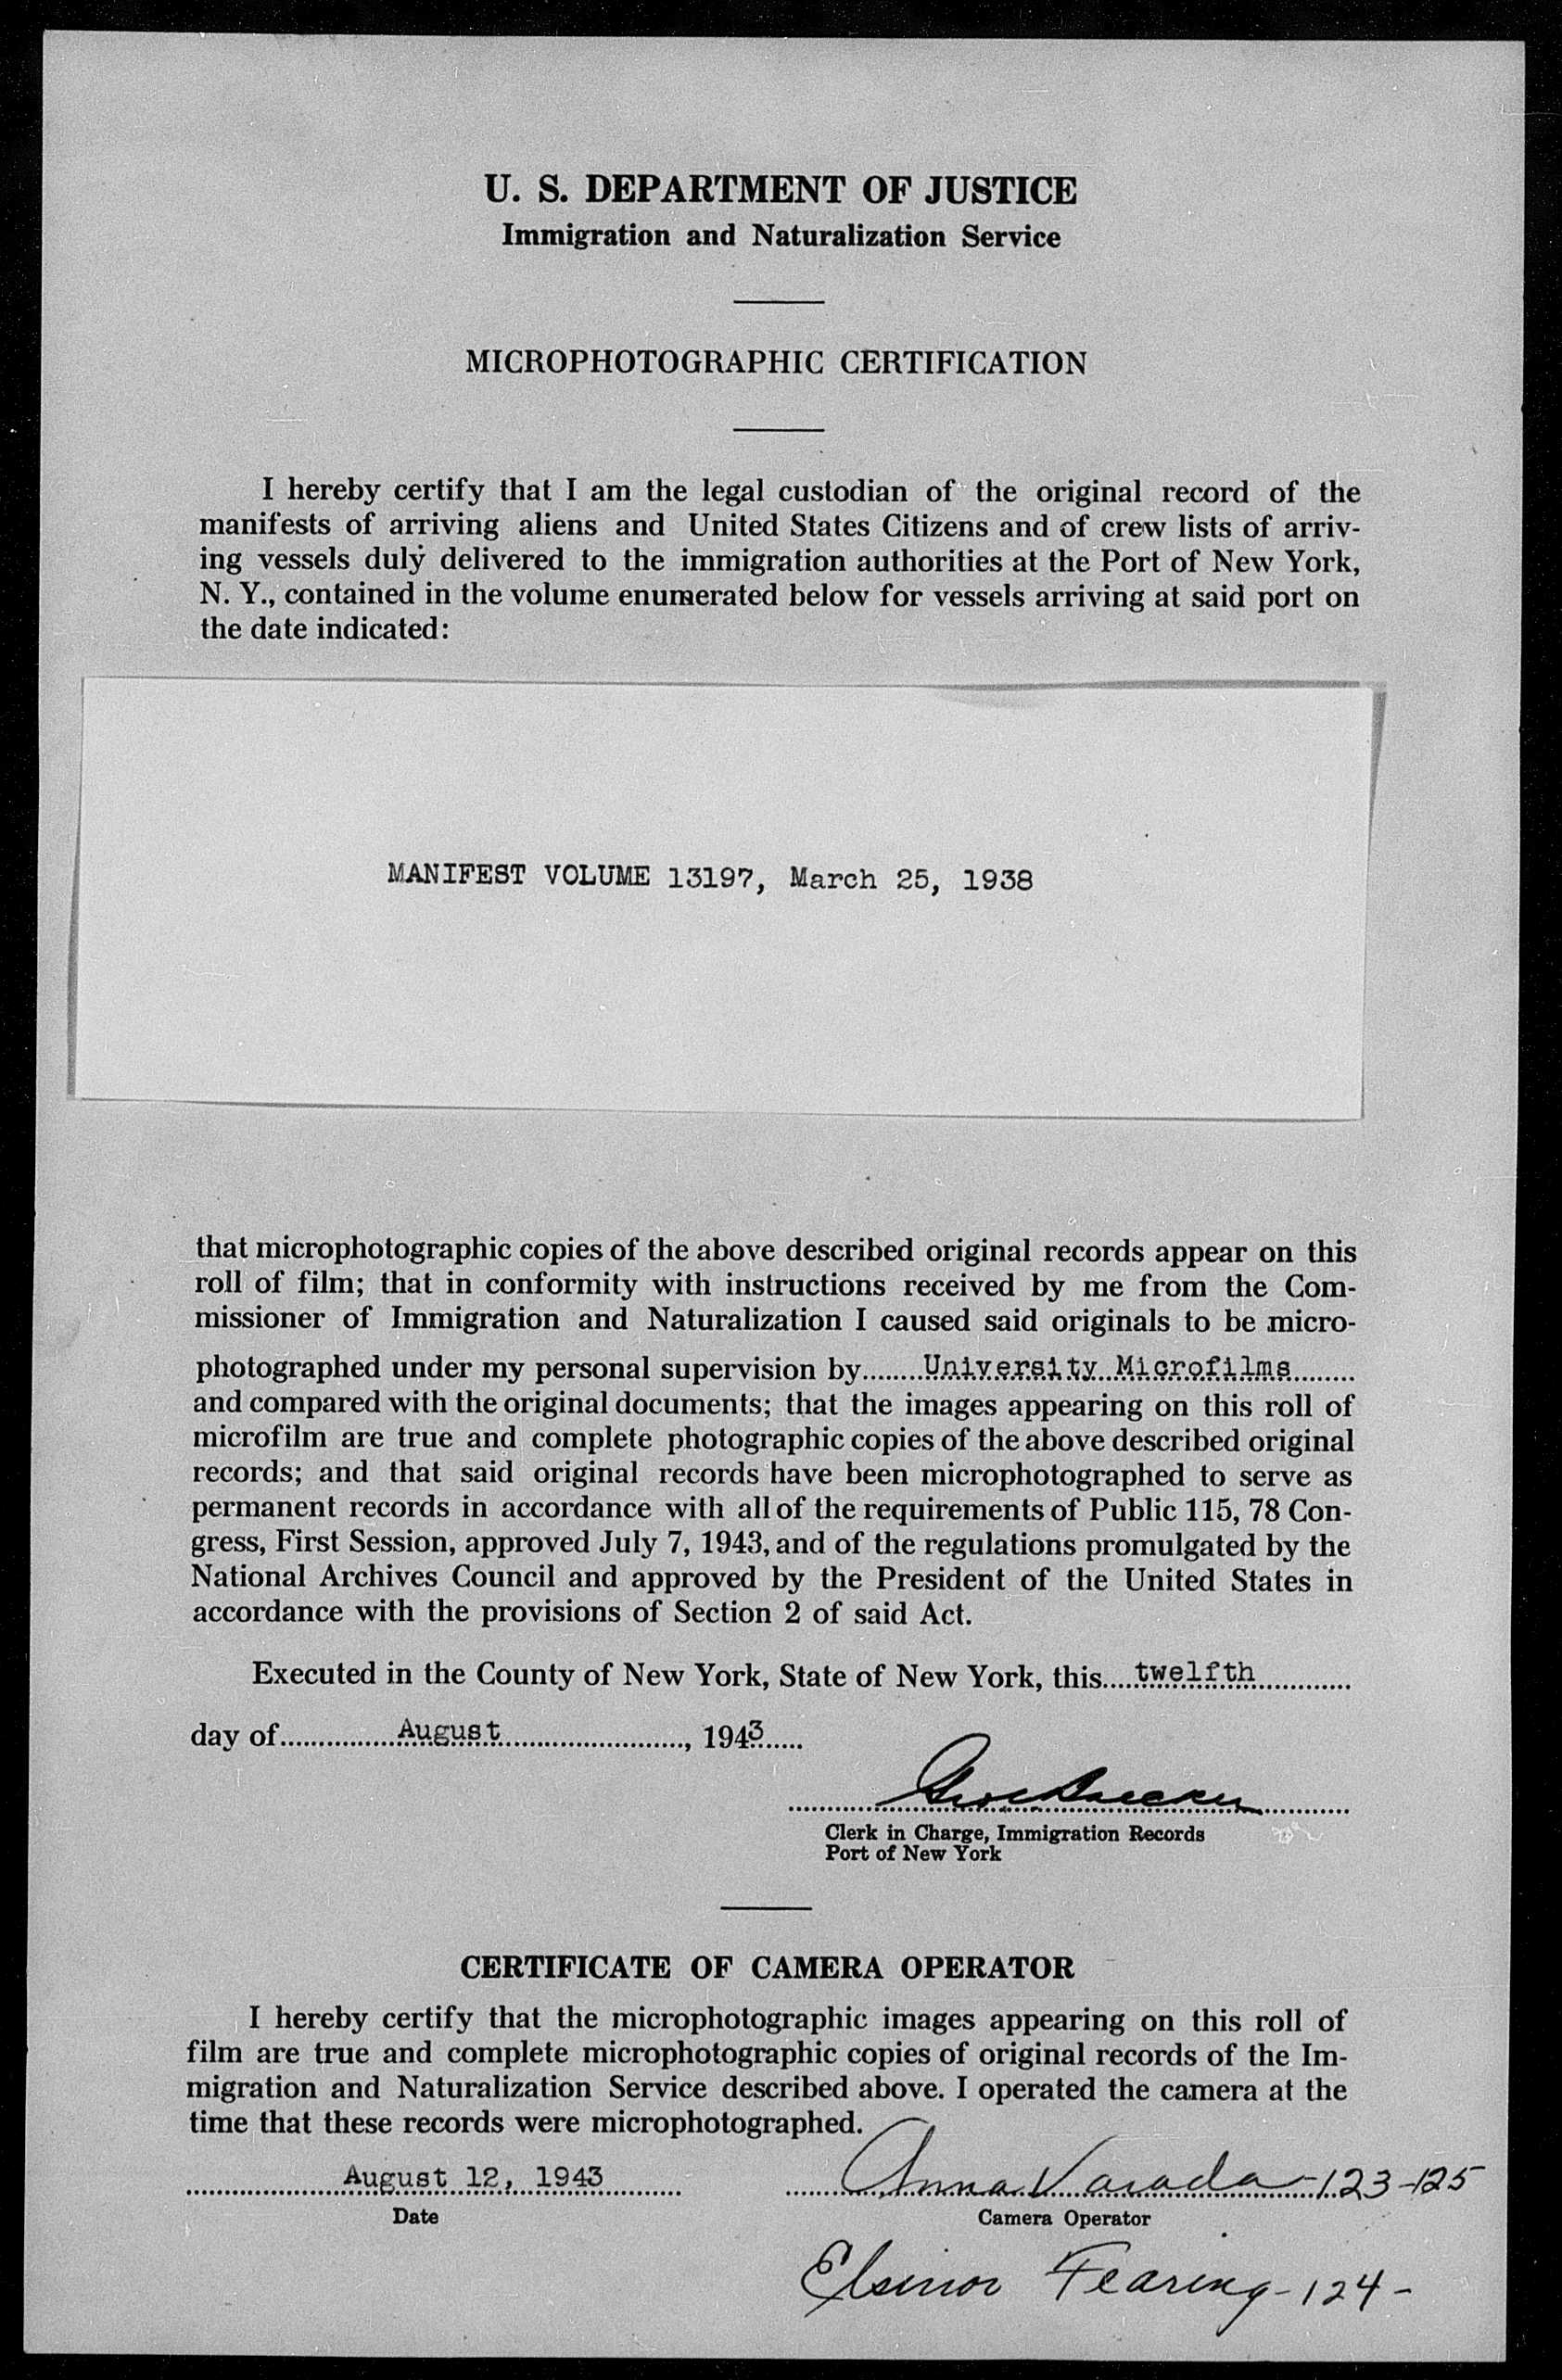 U. S. DEPARTMENT OF JUSTICE
Immigration and Naturalization Service
MICROPHOTOGRAPHIC CERTIFICATION
I hereby certify that I am the legal custodian of the original record of the
manifests of arriving aliens and United States Citizens and of crew lists of arriv-
ing vessels duly delivered to the immigration authorities at the Port of New York,
N. Y., contained in the volume enumerated below for vessels arriving at said port on
the date indicated:
MANIFEST VOLUME 13197, March 25, 1938
that microphotographic copies of the above described original records appear on this
roll of film; that in conformity with instructions received by me from the Com-
missioner of Immigration and Naturalization I caused said originals to be micro-
photographed under my personal supervision by........University Microfilms.........
and compared with the original documents; that the images appearing on this roll of
microfilm are true and complete photographic copies of the above described original
records; and that said original records have been microphotographed to serve as
permanent records in accordance with all of the requirements of Public 115, 78 Con-
gress, First Session, approved July 7, 1943, and of the regulations promulgated by the
National Archives Council and approved by the President of the United States in
accordance with the provisions of Section 2 of said Act.
Executed in the County of New York, State of New York, this.....twelfth.............
day of................August..........................., 1943......
Clerk in Charge, Immigration Records
Port of New York
CERTIFICATE OF CAMERA OPERATOR
I hereby certify that the microphotographic images appearing on this roll of
film are true and complete microphotographic copies of original records of the Im-
migration and Naturalization Service described above. I operated the camera at the
time that these records were microphotographed.
August 12, 1943
Anna Varada - 123-125
Date
Camera Operator
Elsinor Fearing - 124 -